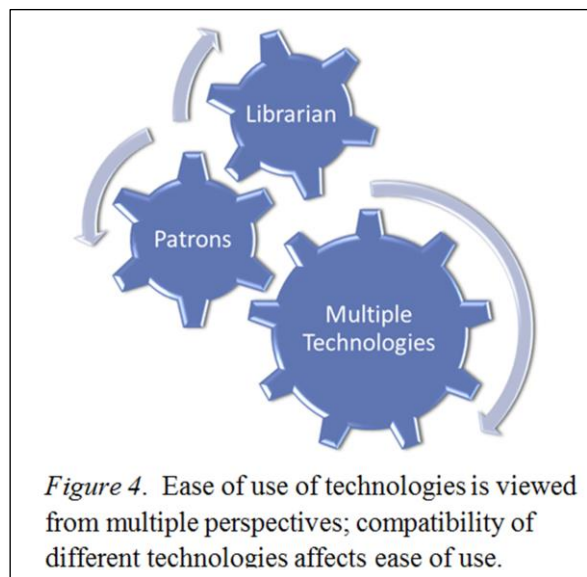 Librarian
Patrons
Multiple
Technologies
Figure 4. Ease of use of technologies is viewed
from multiple perspectives; compatibility of
different technologies affects ease of use.